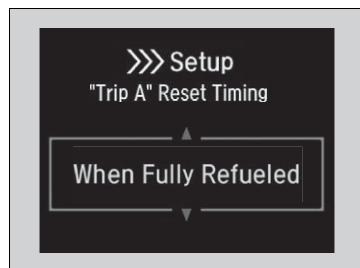 >>> Setup
"Trip A" Reset Timing
When Fully Refueled